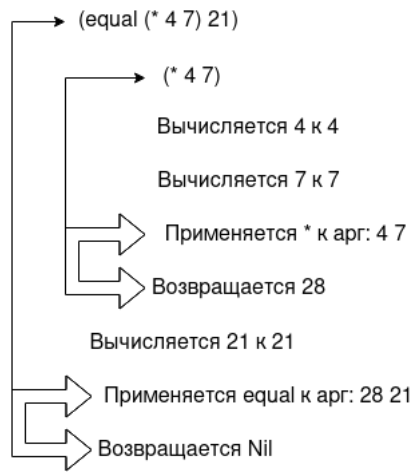 (equal (* 4 7) 21)
(* 4 7)
Вычисляется 4 к 4
Вычисляется 7 к 7
Применяется * к арг: 4 7
Возвращается 28
Вычисляется 21 к 21
Применяется equal к арг: 28 21
Возвращается Nil